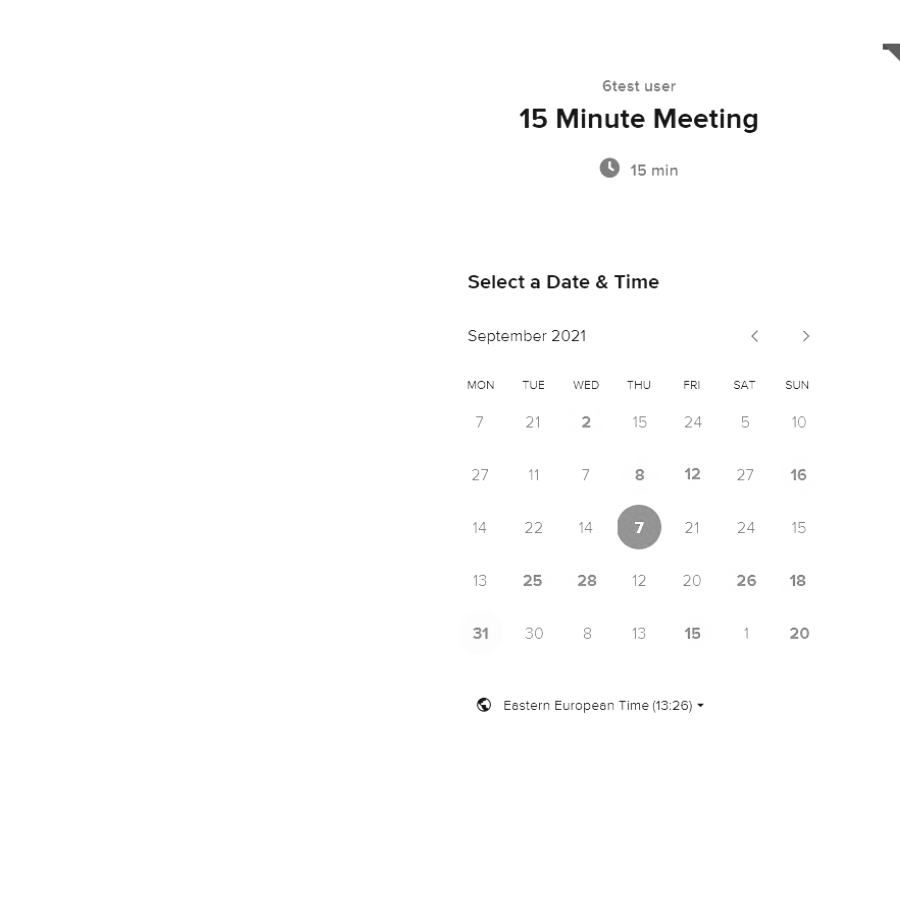 6test user
15 Minute Meeting
15 min
Select a Date & Time
September 2021
MON TUE WED THU FRI SAT SUN
7 21 2 15 24 5 10
27 11 7 8 12 27 16
14 22 14 7 21 24 15
13 25 28 12 20 26 18
31 30 8 13 15 1 20
Eastern European Time (13:26)